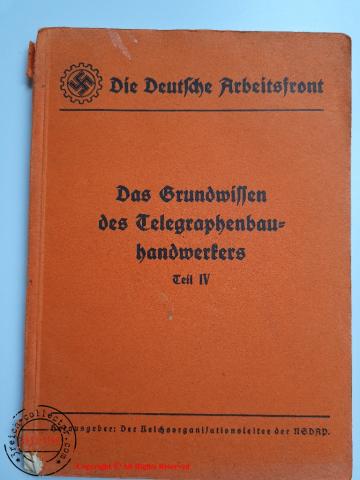 Die Deutsche Arbeitsfront
Das Grundwissen
des Telegraphenbau-
handwerkers
Teil IV
Herausgeber: Der Reichsorganisationsleiter der NSDAP.
Copyright © All Rights Reserved